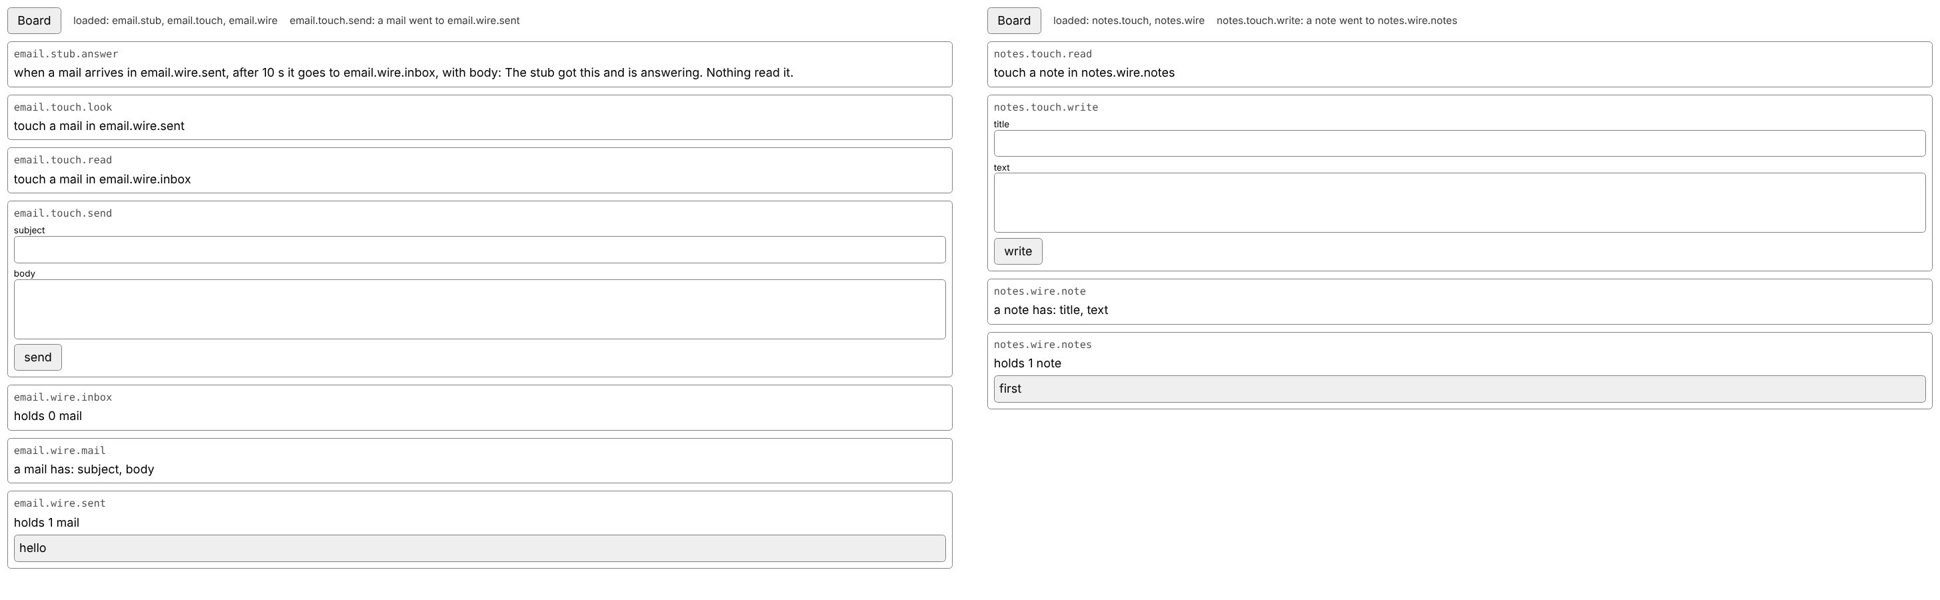 Board
loaded: email.stub, email.touch, email.wire
email.touch.send: a mail went to email.wire.sent
email.stub.answer
when a mail arrives in email.wire.sent, after 10 s it goes to email.wire.inbox, with body: The stub got this and is answering. Nothing read it.
email.touch.look
touch a mail in email.wire.sent
email.touch.read
touch a mail in email.wire.inbox
email.touch.send
subject
body
send
email.wire.inbox
holds 0 mail
email.wire.mail
a mail has: subject, body
email.wire.sent
holds 1 mail
hello
Board
loaded: notes.touch, notes.wire
notes.touch.write: a note went to notes.wire.notes
notes.touch.read
touch a note in notes.wire.notes
notes.touch.write
title
text
write
notes.wire.note
a note has: title, text
notes.wire.notes
holds 1 note
first